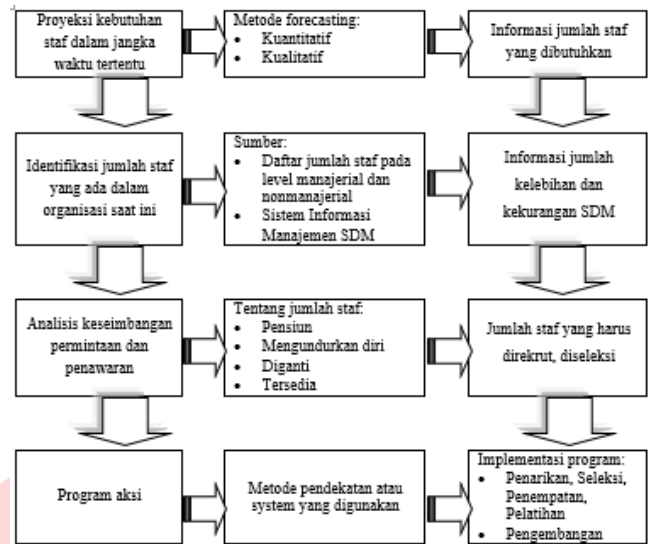 Proyeksi kebutuhan
staf dalam jangka
waktu tertentu
Metode forecasting:
• Kuantitatif
• Kualitatif
Informasi jumlah staf
yang dibutuhkan
Identifikasi jumlah staf
yang ada dalam
organisasi saat ini
Sumber:
• Daftar jumlah staf pada
level manajerial dan
nonmanajerial
• Sistem Informasi
Manajemen SDM
Informasi jumlah
kelebihan dan
kekurangan SDM
Analisis keseimbangan
permintaan dan
penawaran
Tentang jumlah staf:
• Pensiun
• Mengundurkan diri
• Diganti
• Tersedia
Jumlah staf yang harus
direkrut, diseleksi
Program aksi
Metode pendekatan atau
system yang digunakan
Implementasi program:
• Penarikan, Seleksi,
Penempatan,
Pelatihan
• Pengembangan